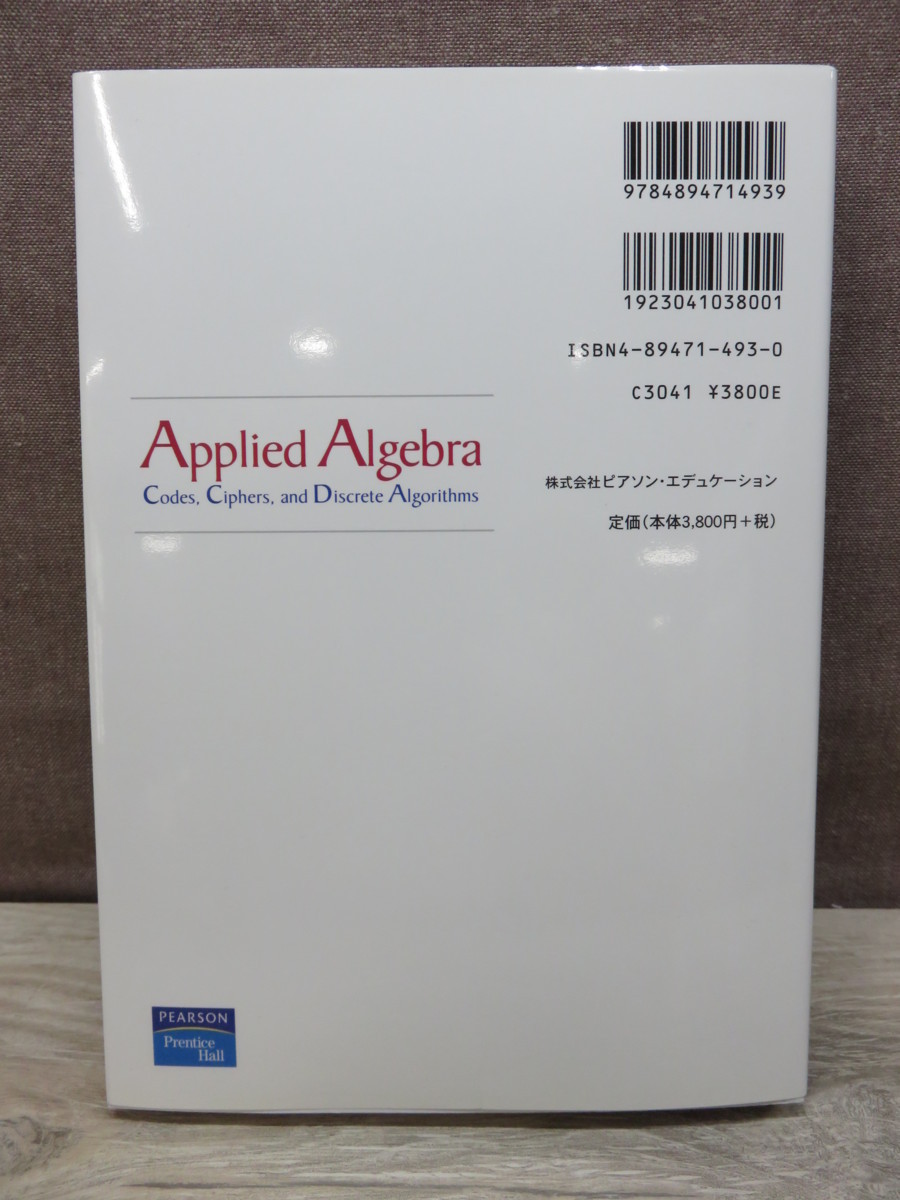 9784894714939
1923041038001
ISBN4-89471-493-0
C3041 ¥3800E
Applied Algebra
Codes, Ciphers, and Discrete Algorithms
株式会社ピアソン・エデュケーション
定価（本体3,800円＋税）
PEARSON
Prentice
Hall